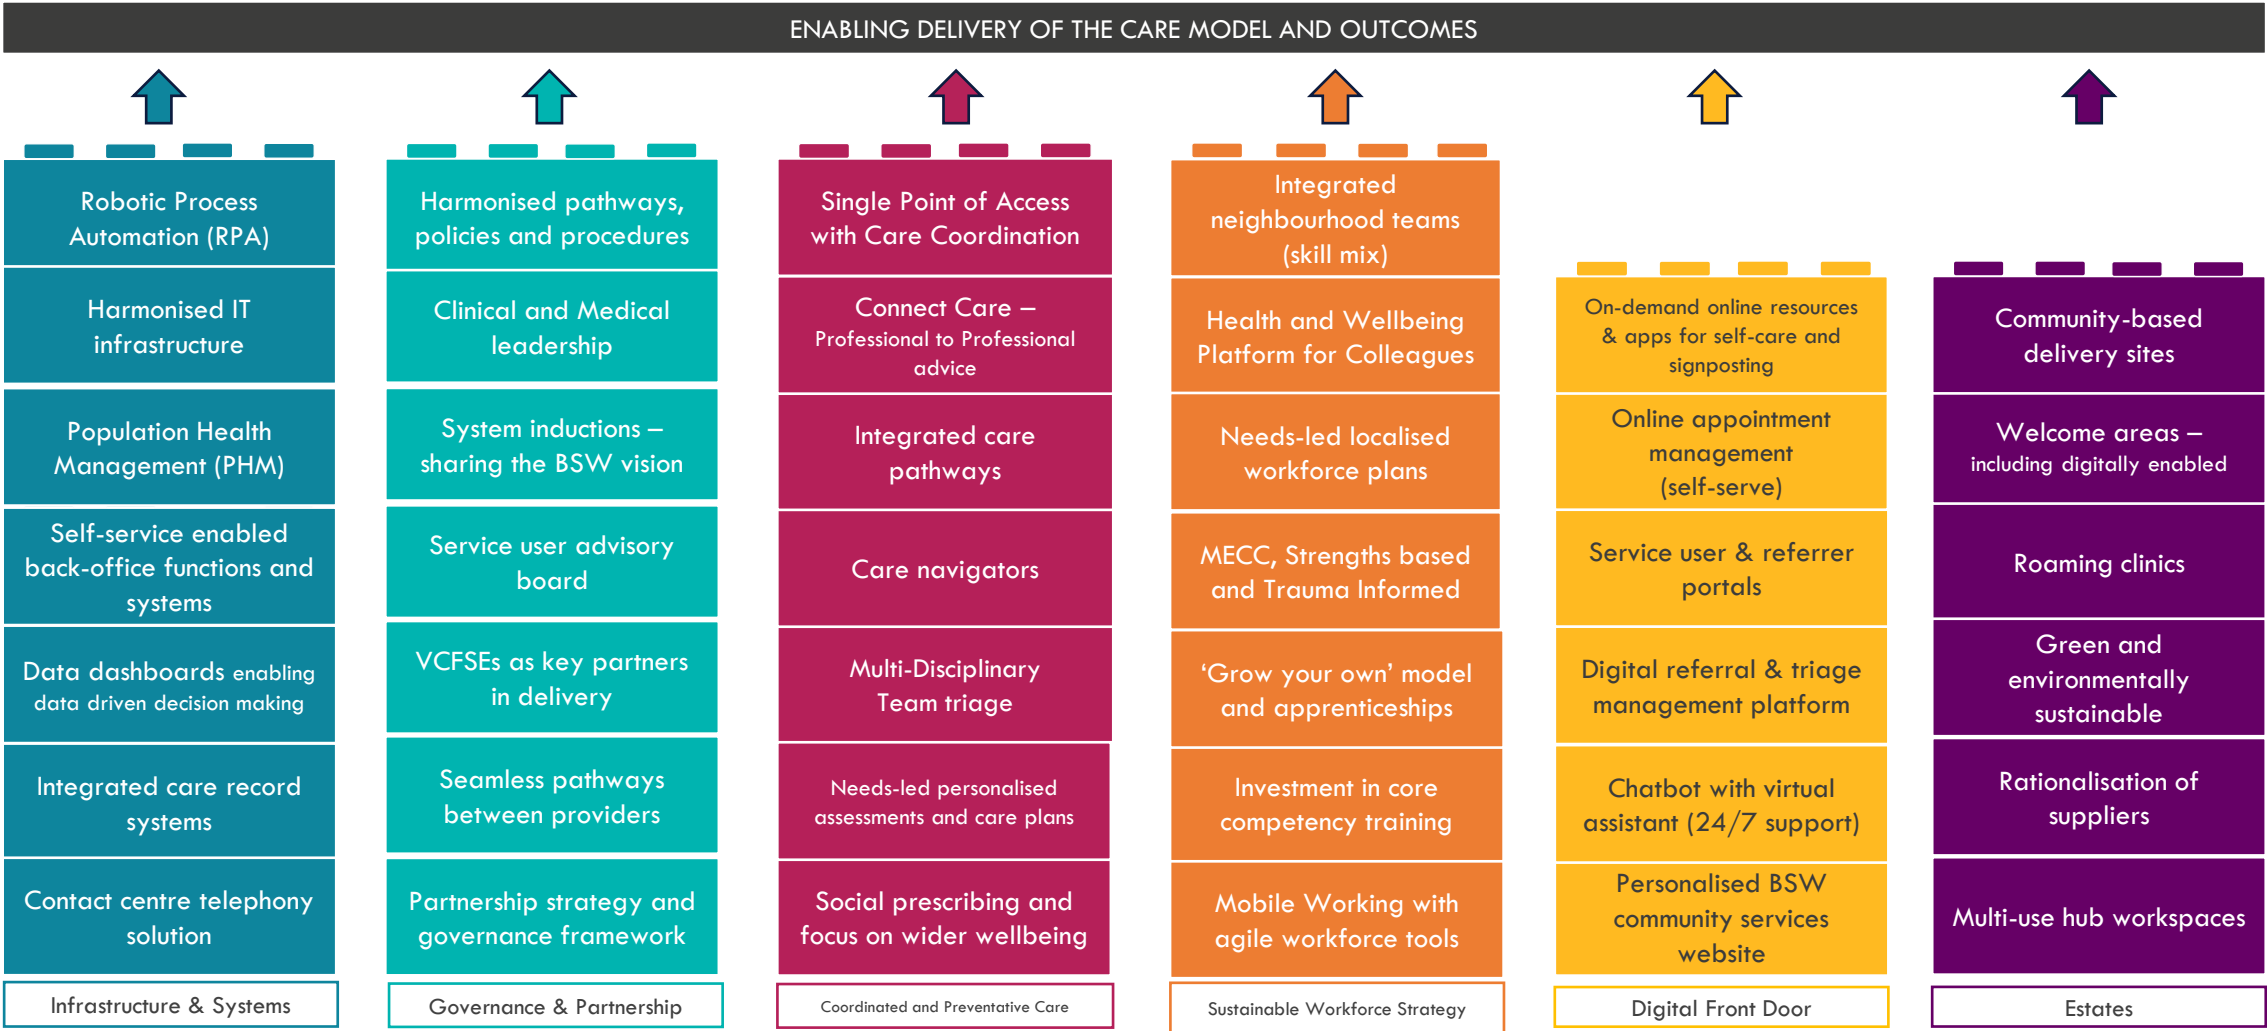 ENABLING DELIVERY OF THE CARE MODEL AND OUTCOMES
Robotic Process
Automation (RPA)
Harmonised IT
infrastructure
Population Health
Management (PHM)
Self-service enabled
back-office functions and
systems
Data dashboards enabling
data driven decision making
Integrated care record
systems
Contact centre telephony
solution
Infrastructure & Systems
Harmonised pathways,
policies and procedures
Clinical and Medical
leadership
System inductions –
sharing the BSW vision
Service user advisory
board
VCFSEs as key partners
in delivery
Seamless pathways
between providers
Partnership strategy and
governance framework
Governance & Partnership
Single Point of Access
with Care Coordination
Connect Care –
Professional to Professional
advice
Integrated care
pathways
Care navigators
Multi-Disciplinary
Team triage
Needs-led personalised
assessments and care plans
Social prescribing and
focus on wider wellbeing
Coordinated and Preventative Care
Integrated
neighbourhood teams
(skill mix)
Health and Wellbeing
Platform for Colleagues
Needs-led localised
workforce plans
MECC, Strengths based
and Trauma Informed
‘Grow your own’ model
and apprenticeships
Investment in core
competency training
Mobile Working with
agile workforce tools
Sustainable Workforce Strategy
On-demand online resources
& apps for self-care and
signposting
Online appointment
management
(self-serve)
Service user & referrer
portals
Digital referral & triage
management platform
Chatbot with virtual
assistant (24/7 support)
Personalised BSW
community services
website
Digital Front Door
Community-based
delivery sites
Welcome areas –
including digitally enabled
Roaming clinics
Green and
environmentally
sustainable
Rationalisation of
suppliers
Multi-use hub workspaces
Estates